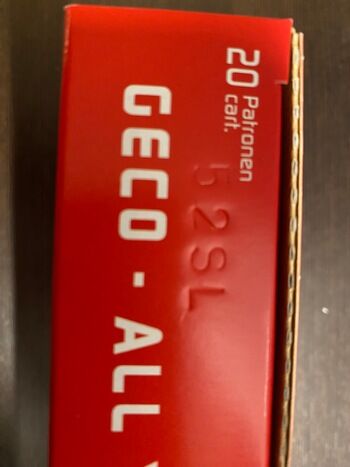 20 Patronen
cart.
52SL
GECO · ALL